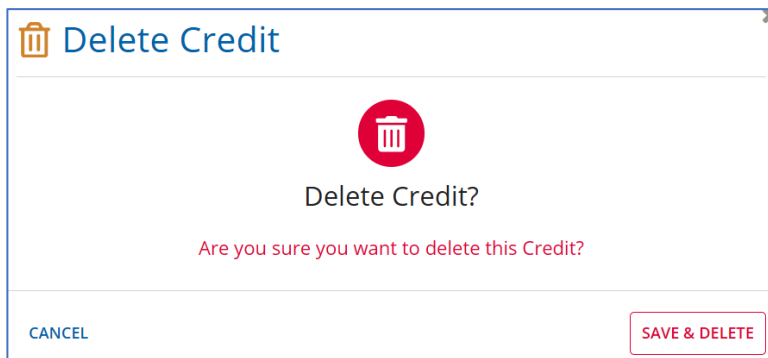 Delete Credit
Delete Credit?
Are you sure you want to delete this Credit?
CANCEL
SAVE & DELETE